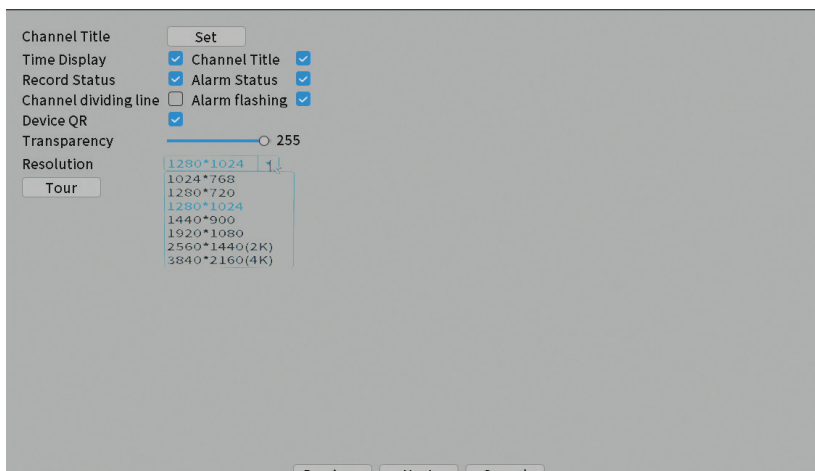 Channel Title Set
Time Display Channel Title
Record Status Alarm Status
Channel dividing line Alarm flashing
Device QR
Transparency 255
Resolution 1280*1024
Tour
1024*768
1280*720
1280*1024
1440*900
1920*1080
2560*1440(2K)
3840*2160(4K)